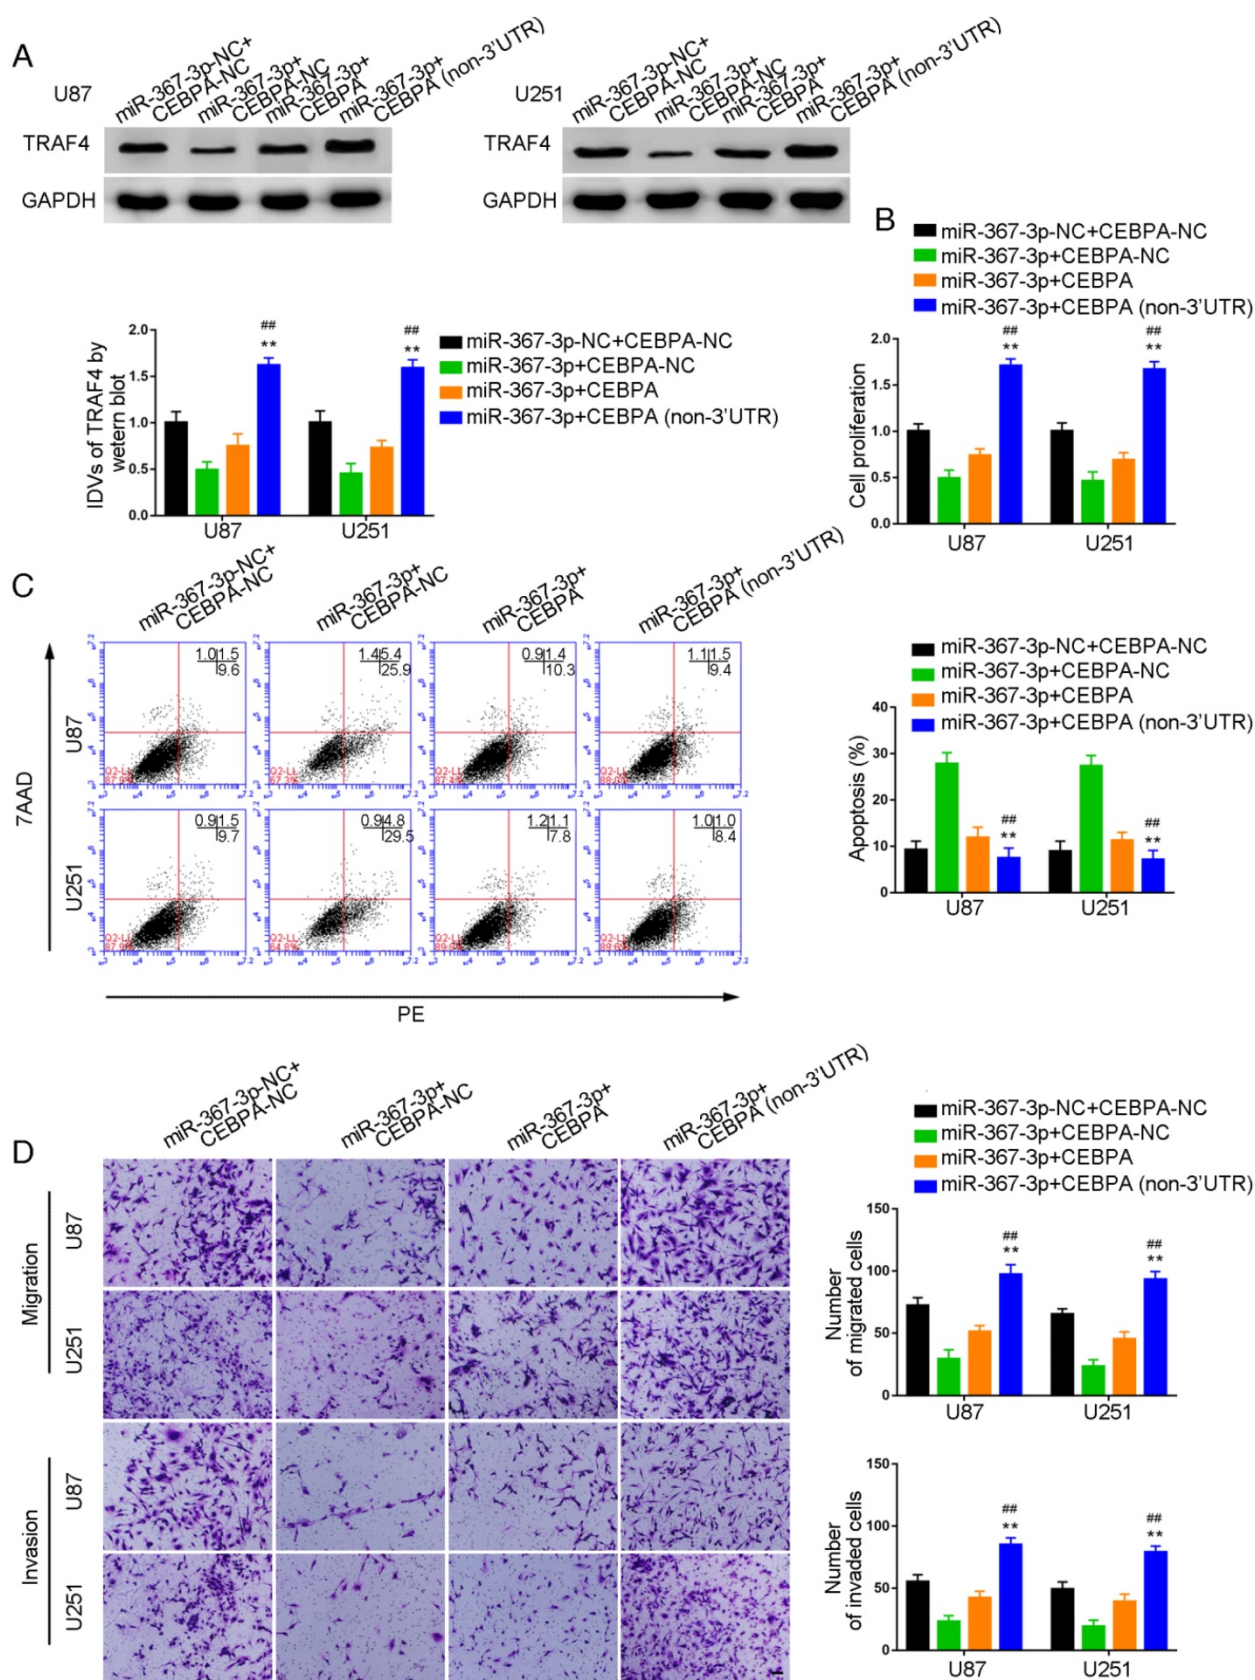 A
U87
miR-367-3p-NC+
CEBPA-NC
miR-367-3p+
CEBPA-NC
miR-367-3p+
CEBPA
miR-367-3p+
CEBPA (non-3'UTR)
TRAF4
GAPDH
U251
miR-367-3p-NC+
CEBPA-NC
miR-367-3p+
CEBPA-NC
miR-367-3p+
CEBPA
miR-367-3p+
CEBPA (non-3'UTR)
TRAF4
GAPDH
IDVs of TRAF4 by
wetern blot
2.0
1.5
1.0
0.5
0.0
##
**
##
**
U87
U251
miR-367-3p-NC+CEBPA-NC
miR-367-3p+CEBPA-NC
miR-367-3p+CEBPA
miR-367-3p+CEBPA (non-3'UTR)
B
miR-367-3p-NC+CEBPA-NC
miR-367-3p+CEBPA-NC
miR-367-3p+CEBPA
miR-367-3p+CEBPA (non-3'UTR)
Cell proliferation
2.0
1.5
1.0
0.5
0.0
##
**
##
**
U87
U251
C
miR-367-3p-NC+
CEBPA-NC
miR-367-3p+
CEBPA-NC
miR-367-3p+
CEBPA
miR-367-3p+
CEBPA (non-3'UTR)
7AAD
U87
1.0 1.5
9.6
1.4 5.4
25.9
0.9 1.4
10.3
1.1 1.5
9.4
U251
0.9 1.5
9.7
0.9 4.8
29.5
1.2 1.1
7.8
1.0 1.0
8.4
PE
miR-367-3p-NC+CEBPA-NC
miR-367-3p+CEBPA-NC
miR-367-3p+CEBPA
miR-367-3p+CEBPA (non-3'UTR)
Apoptosis (%)
40
30
20
10
0
##
**
##
**
U87
U251
D
miR-367-3p-NC+
CEBPA-NC
miR-367-3p+
CEBPA-NC
miR-367-3p+
CEBPA
miR-367-3p+
CEBPA (non-3'UTR)
Migration
U87
U251
Invasion
U87
U251
miR-367-3p-NC+CEBPA-NC
miR-367-3p+CEBPA-NC
miR-367-3p+CEBPA
miR-367-3p+CEBPA (non-3'UTR)
Number
of migrated cells
150
100
50
0
##
**
##
**
U87
U251
Number
of invaded cells
150
100
50
0
##
**
##
**
U87
U251